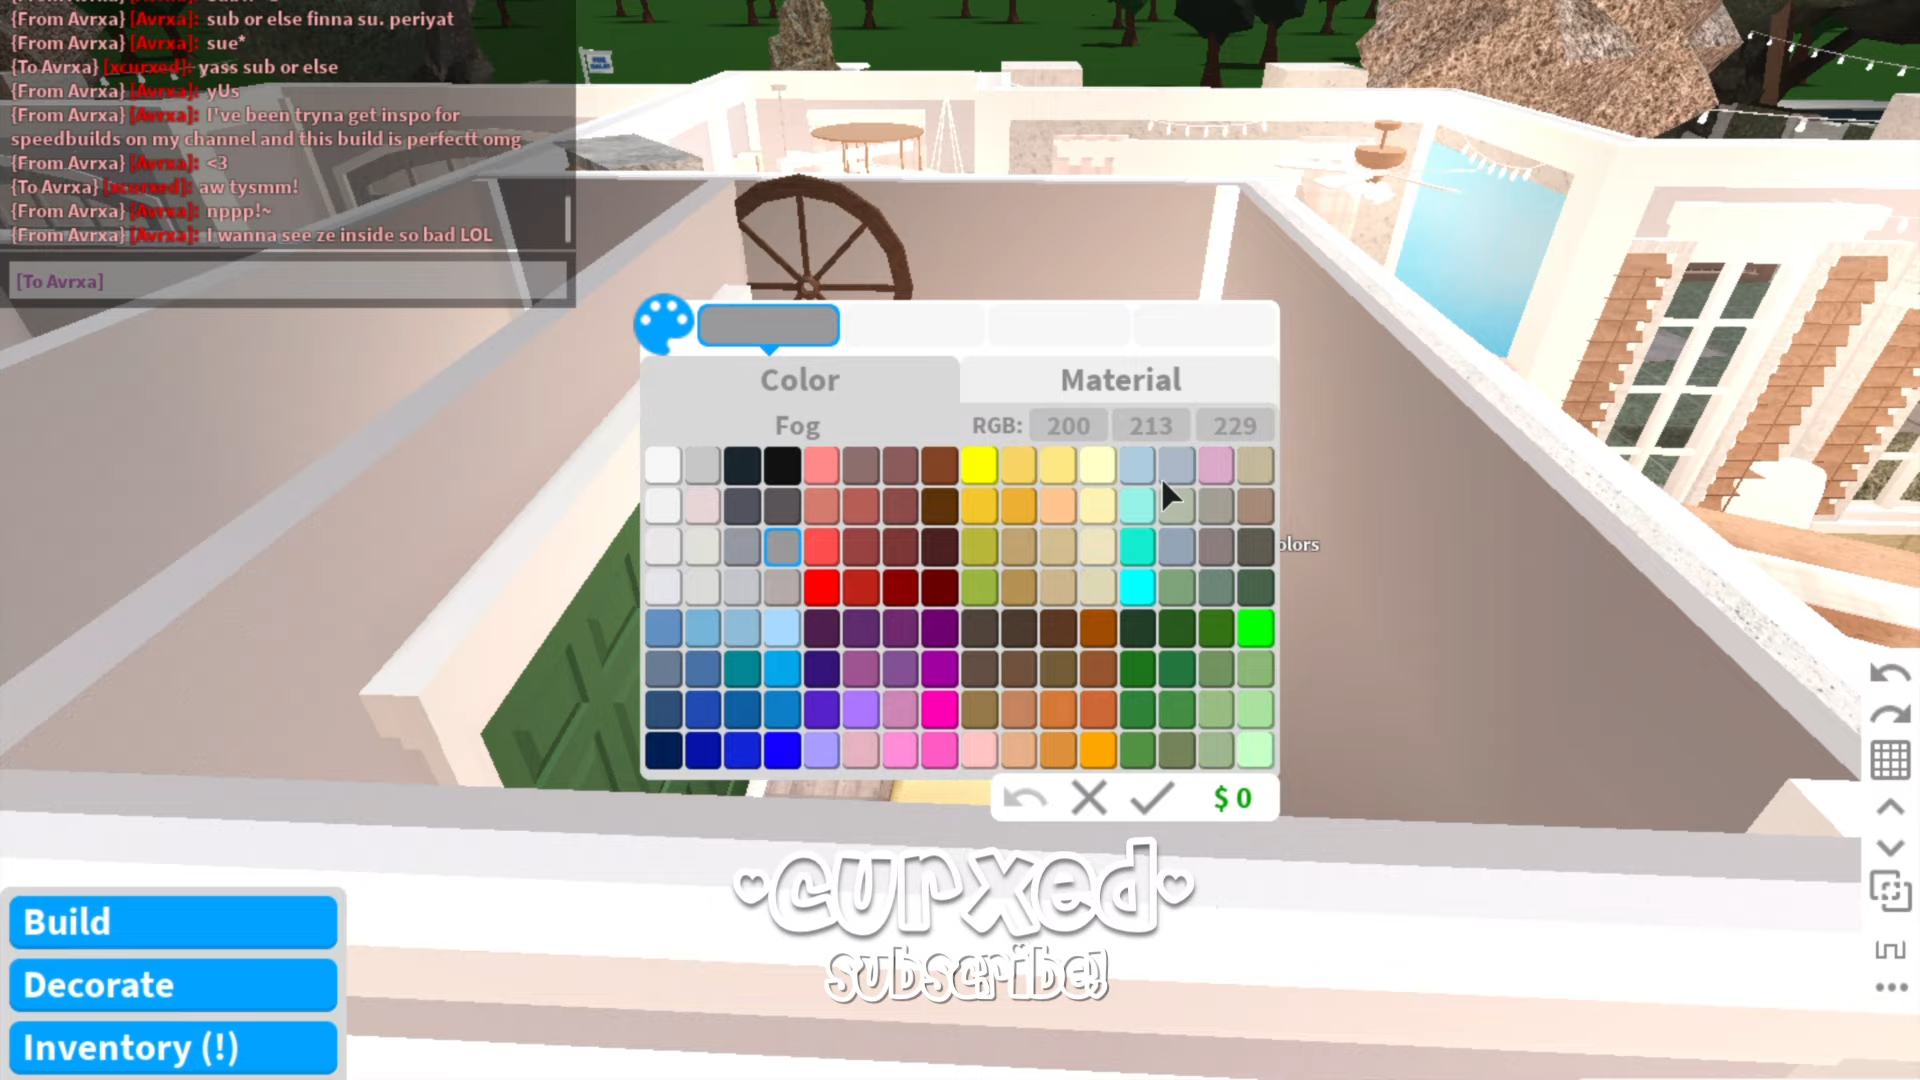 {From Avrxa} [Avrxa]: sub or else finna su. periyat
{From Avrxa} [Avrxa]: sue*
{To Avrxa} [xcurxed]: yass sub or else
{From Avrxa} [Avrxa]: yUs
{From Avrxa} [Avrxa]: I've been tryna get inspo for
speedbuilds on my channel and this build is perfectt omg
{From Avrxa} [Avrxa]: <3
{To Avrxa} [xcurxed]: aw tysmm!
{From Avrxa} [Avrxa]: nppp!~
{From Avrxa} [Avrxa]: I wanna see ze inside so bad LOL
[To Avrxa]
Color
Material
Fog
RGB: 200 213 229
olors
$ 0
curxed
subscribe!
Build
Decorate
Inventory (!)